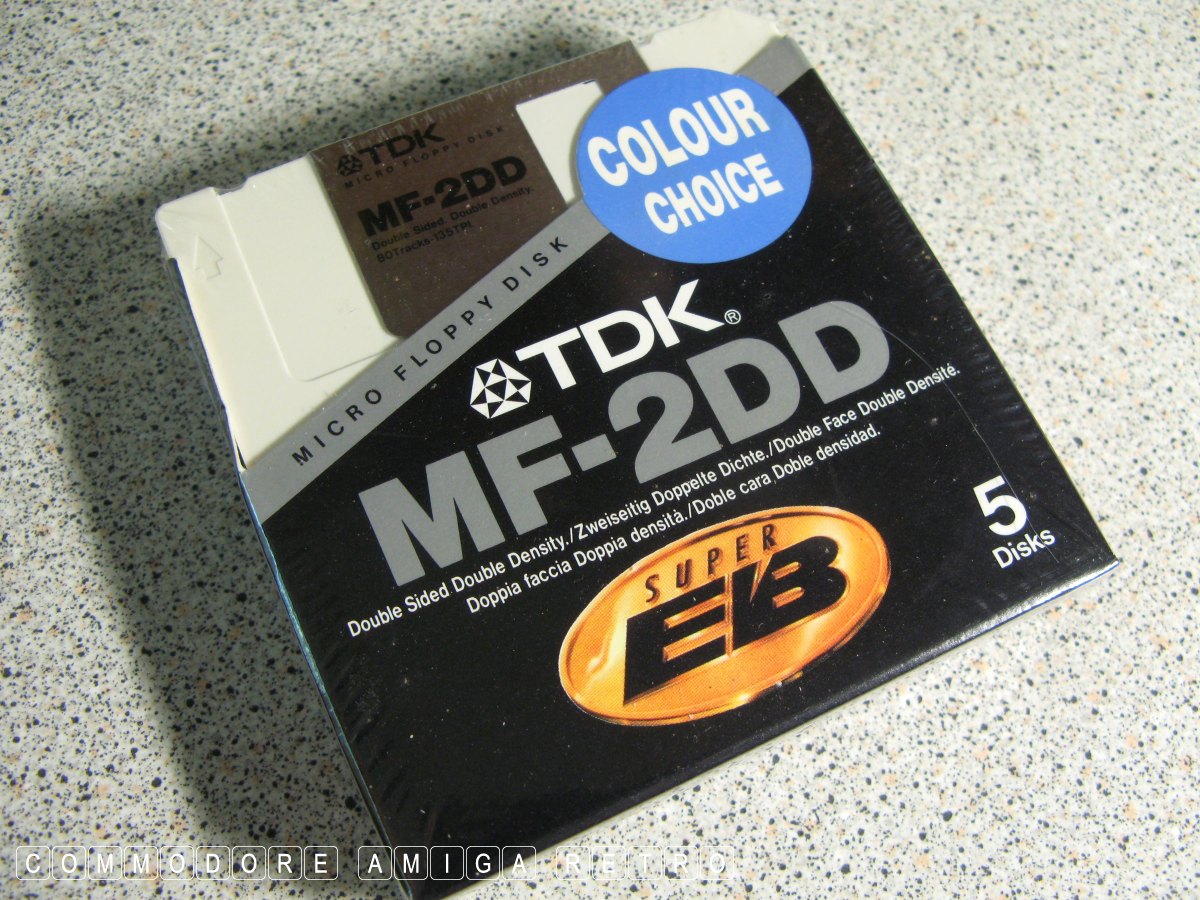 TDK
MICRO FLOPPY DISK
MF-2DD
Double Sided. Double Density.
80Tracks-135TPI.
COLOUR
CHOICE
MICRO FLOPPY DISK
TDK®
MF-2DD
Double Sided Double Density./Zweiseitig Doppelte Dichte./Double Face Double Densité.
Doppia faccia Doppia densità./Doble cara Doble densidad.
5
Disks
SUPER
EB
COMMODORE AMIGA RETRO